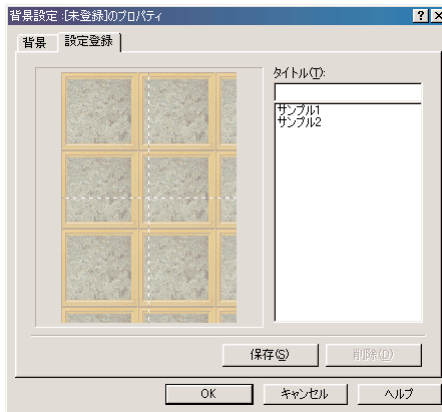 背景設定:[未登録]のプロパティ
背景 設定登録
タイトル(T):
サンプル1
サンプル2
保存(S) 削除(D)
OK キャンセル ヘルプ